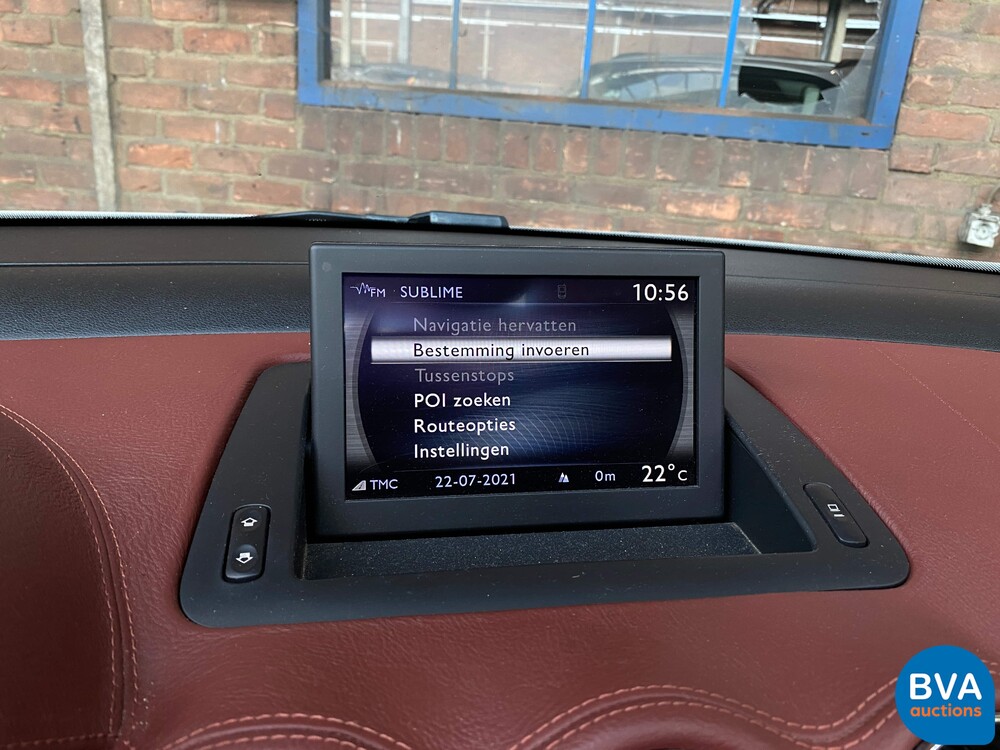 FM SUBLIME 10:56
Navigatie hervatten
Bestemming invoeren
Tussenstops
POI zoeken
Routeopties
Instellingen
TMC 22-07-2021 0m 22°C
BVA
auctions